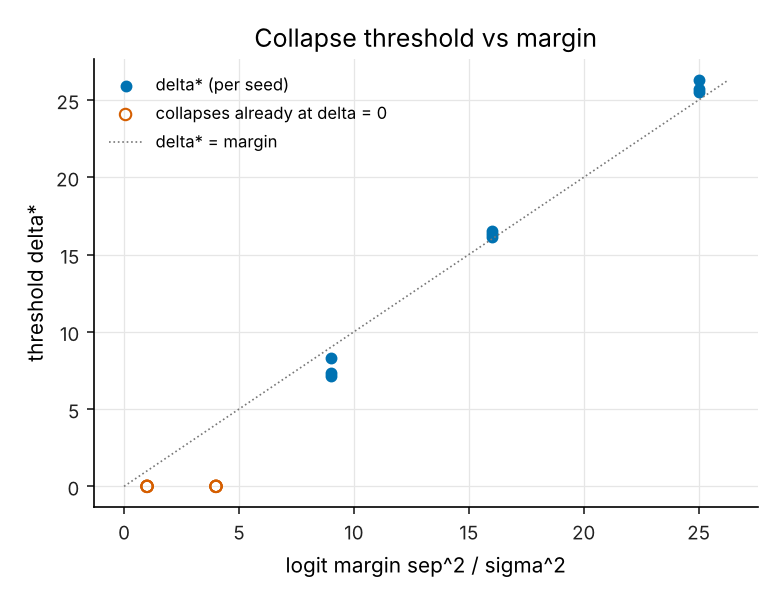 Collapse threshold vs margin
delta* (per seed)
collapses already at delta = 0
delta* = margin
threshold delta*
25
20
15
10
5
0
0 5 10 15 20 25
logit margin sep^2 / sigma^2